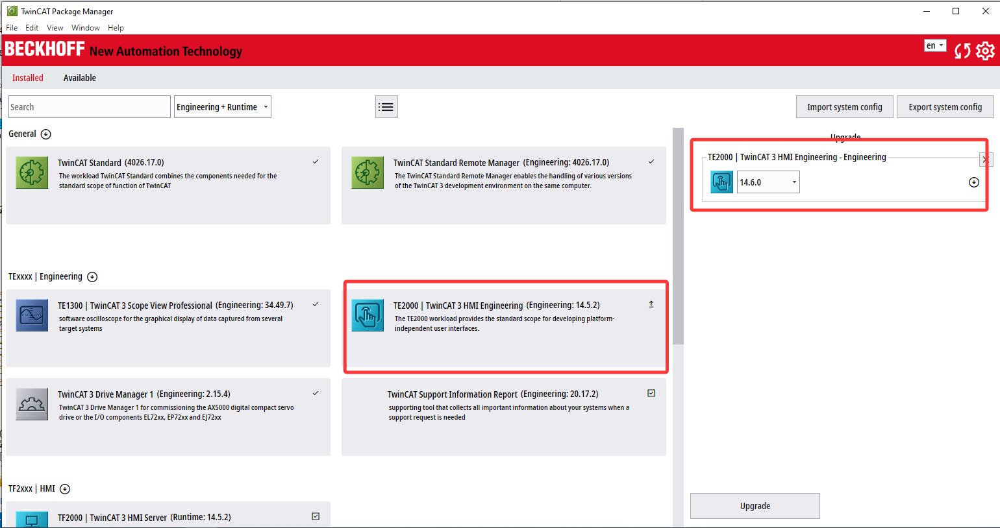 TwinCAT Package Manager
File Edit View Window Help
BECKHOFF New Automation Technology
en
Installed Available
Search
Engineering + Runtime
Import system config
Export system config
General
Upgrade
TwinCAT Standard (4026.17.0)
The workload TwinCAT Standard combines the components needed for the
standard scope of function of TwinCAT
TwinCAT Standard Remote Manager (Engineering: 4026.17.0)
The TwinCAT Standard Remote Manager enables the handling of various versions
of the TwinCAT 3 development environment on the same computer.
TE2000 | TwinCAT 3 HMI Engineering - Engineering
14.6.0
TExxxx | Engineering
TE1300 | TwinCAT 3 Scope View Professional (Engineering: 34.49.7)
software oscilloscope for the graphical display of data captured from several
target systems
TE2000 | TwinCAT 3 HMI Engineering (Engineering: 14.5.2)
The TE2000 workload provides the standard scope for developing platform-
independent user interfaces.
TwinCAT 3 Drive Manager 1 (Engineering: 2.15.4)
TwinCAT 3 Drive Manager 1 for commissioning the AX5000 digital compact servo
drive or the I/O components EL72xx, EP72xx and EJ72xx
TwinCAT Support Information Report (Engineering: 20.17.2)
supporting tool that collects all important information about your systems when a
support request is needed
TF2xxx | HMI
TF2000 | TwinCAT 3 HMI Server (Runtime: 14.5.2)
Upgrade